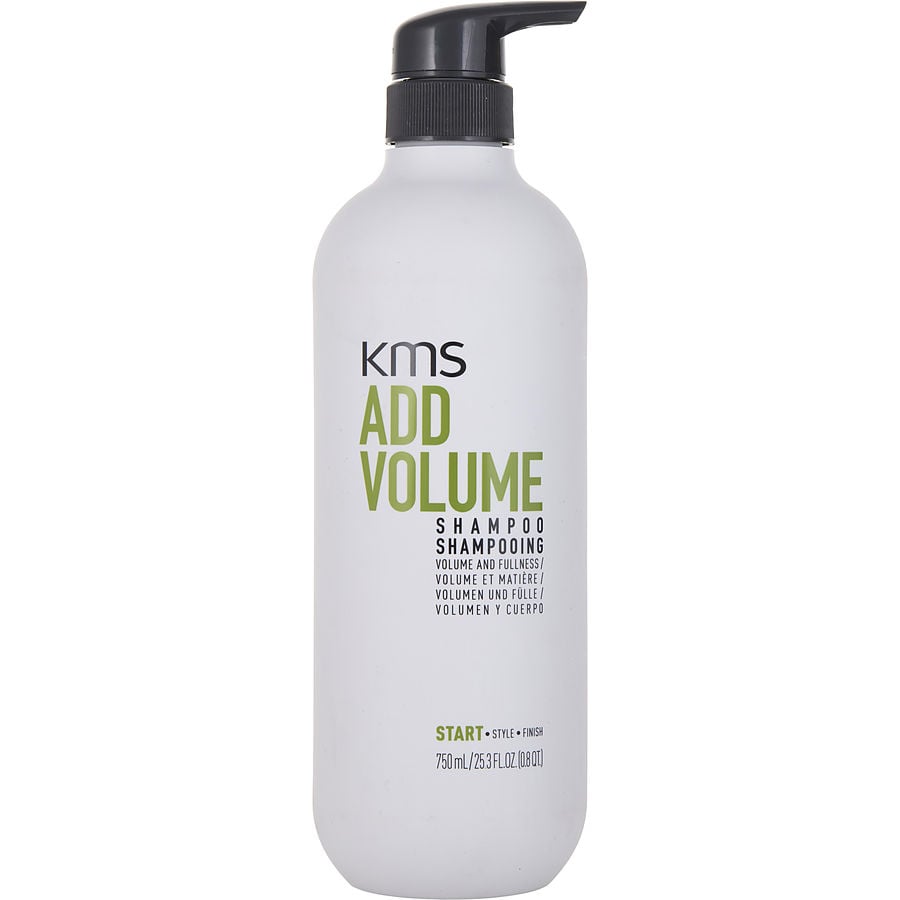 KMS
ADD
VOLUME
SHAMPOO
SHAMPOOING
VOLUME AND FULLNESS/
VOLUME ET MATIÈRE/
VOLUMEN UND FÜLLE/
VOLUMEN Y CUERPO
START • STYLE • FINISH
750 mL/25.3 FL.OZ.(0.8 QT.)